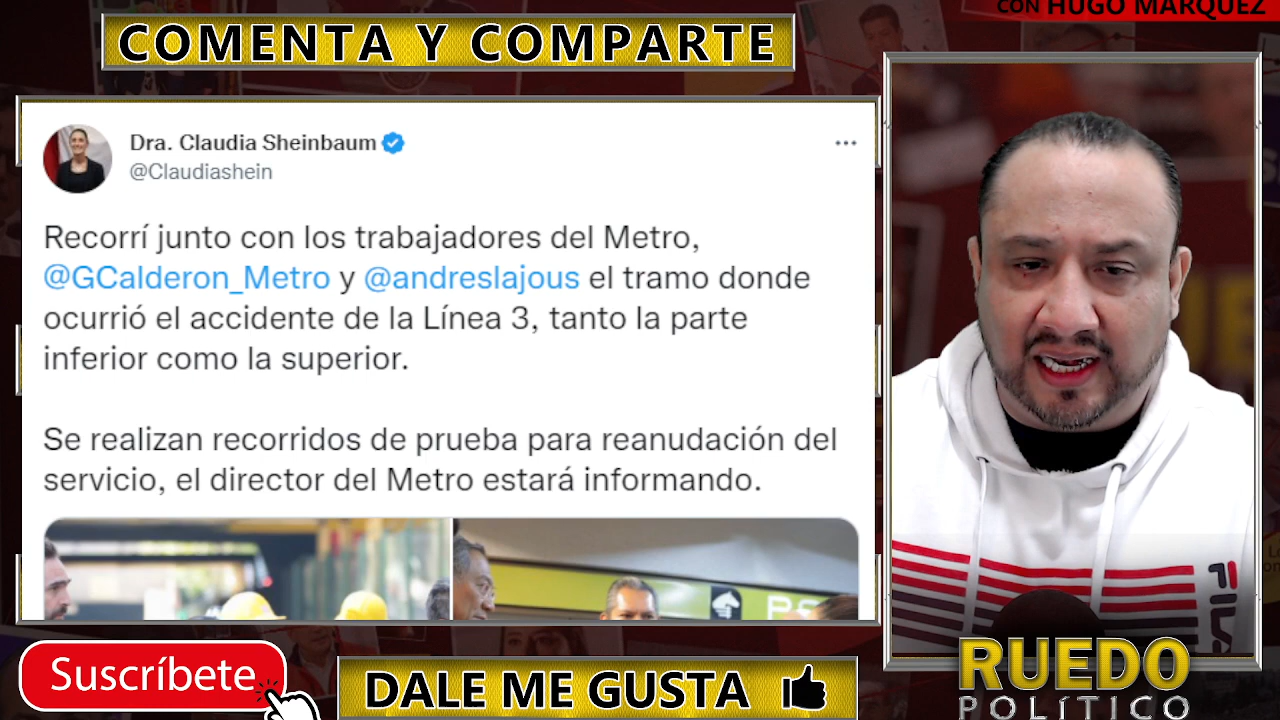 CON HUGO MÁRQUEZ
COMENTA Y COMPARTE
Dra. Claudia Sheinbaum
@Claudiashein
Recorrí junto con los trabajadores del Metro,
@GCalderon_Metro y @andreslajous el tramo donde
ocurrió el accidente de la Línea 3, tanto la parte
inferior como la superior.
Se realizan recorridos de prueba para reanudación del
servicio, el director del Metro estará informando.
FILA
Suscríbete
DALE ME GUSTA
RUEDO
POLÍTICO